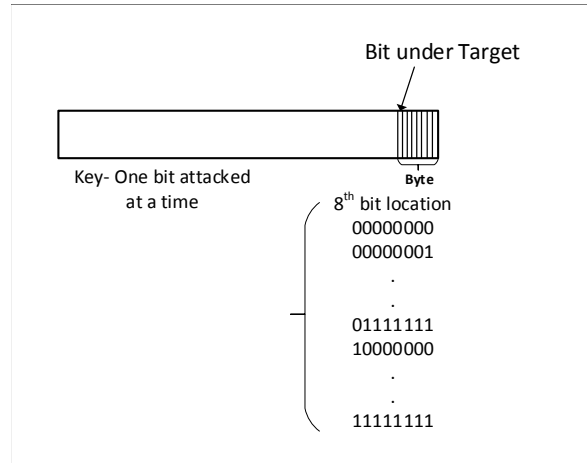 Bit under Target
Key- One bit attacked
at a time
Byte
8th bit location
00000000
00000001
.
.
01111111
10000000
.
.
11111111